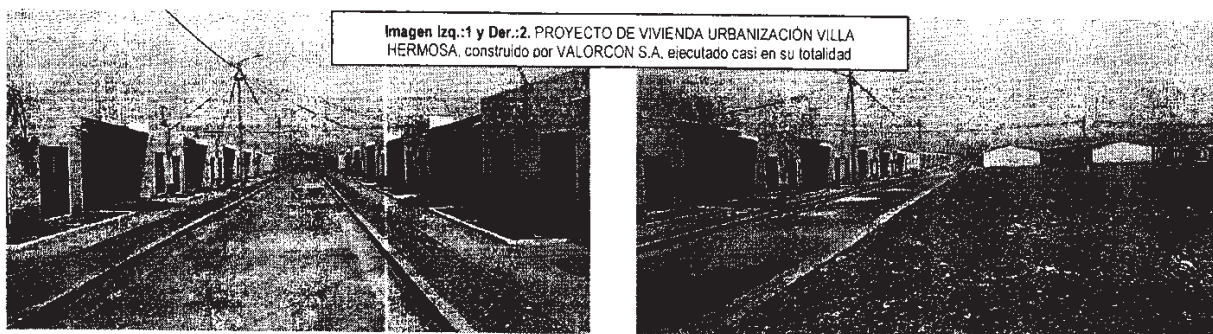 Imagen Izq.:1 y Der.:2. PROYECTO DE VIVIENDA URBANIZACIÓN VILLA
HERMOSA, construido por VALORCON S.A, ejecutado casi en su totalidad